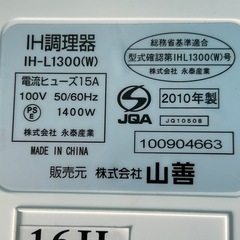 IH調理器
IH-L1300(W)
電流ヒューズ15A
100V 50/60Hz
PSE 1400W
株式会社 永泰産業
MADE IN CHINA
総務省基準適合
型式確認第IHL1300(W)号
株式会社 永泰産業
S
JQA
JQ1050B
2010年製
100904663
販売元 株式会社 山善
16H